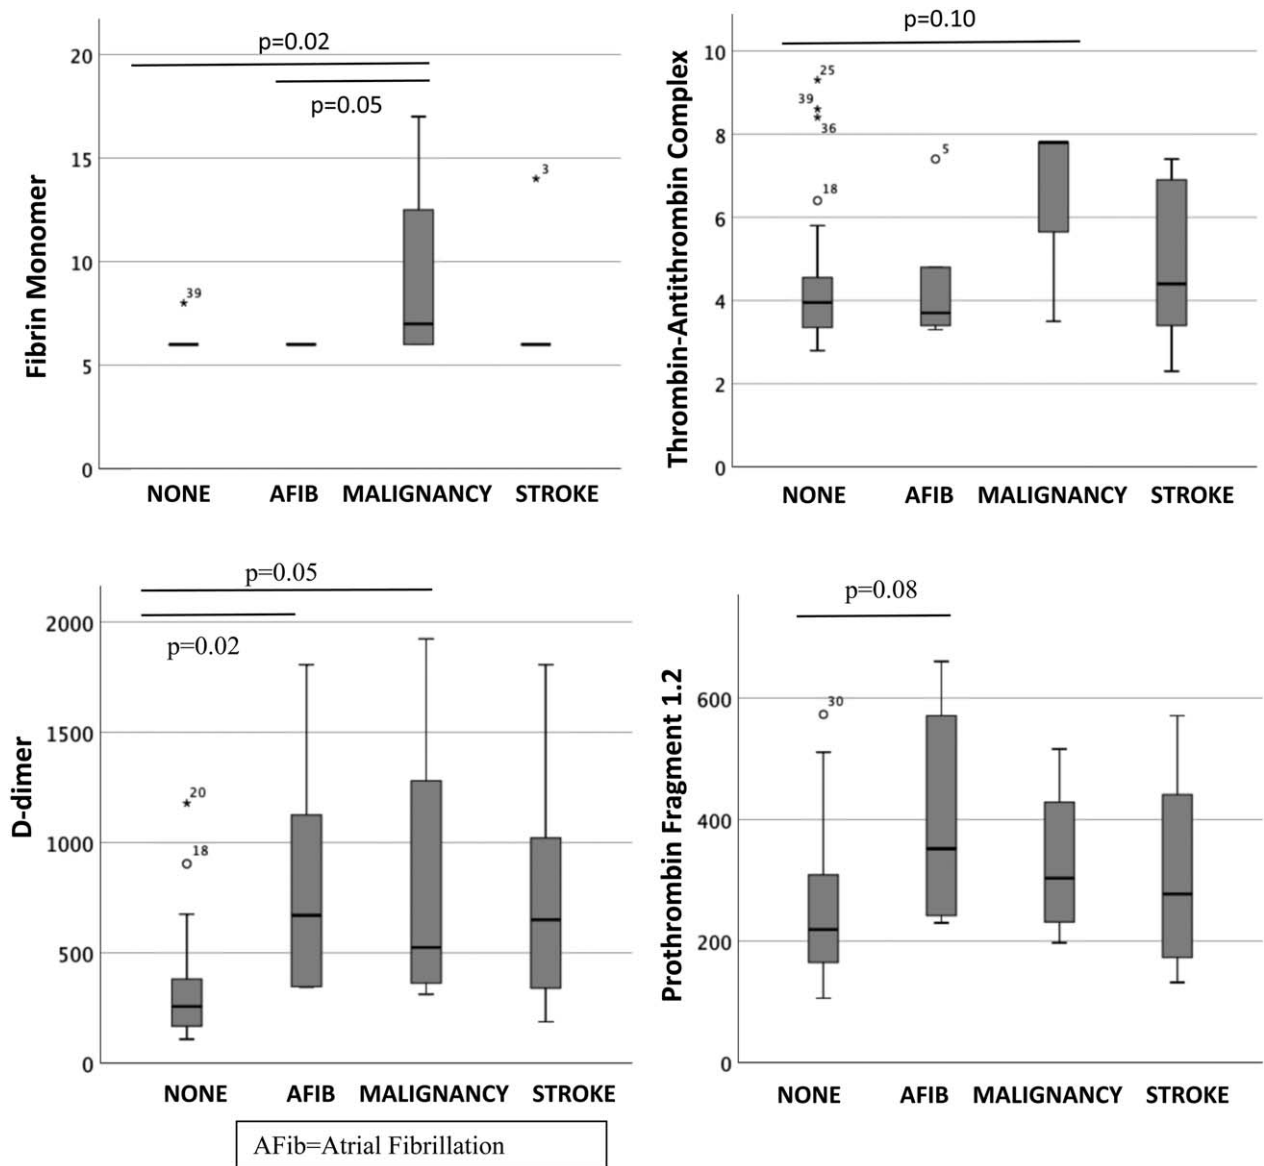 p=0.02
p=0.05
Fibrin Monomer
20
15
10
5
0
39
3
NONE AFIB MALIGNANCY STROKE
p=0.10
Thrombin-Antithrombin Complex
10
8
6
4
2
0
25
39
36
18
5
NONE AFIB MALIGNANCY STROKE
p=0.05
p=0.02
D-dimer
2000
1500
1000
500
0
20
18
NONE AFIB MALIGNANCY STROKE
p=0.08
Prothrombin Fragment 1.2
600
400
200
0
30
NONE AFIB MALIGNANCY STROKE
AFib=Atrial Fibrillation